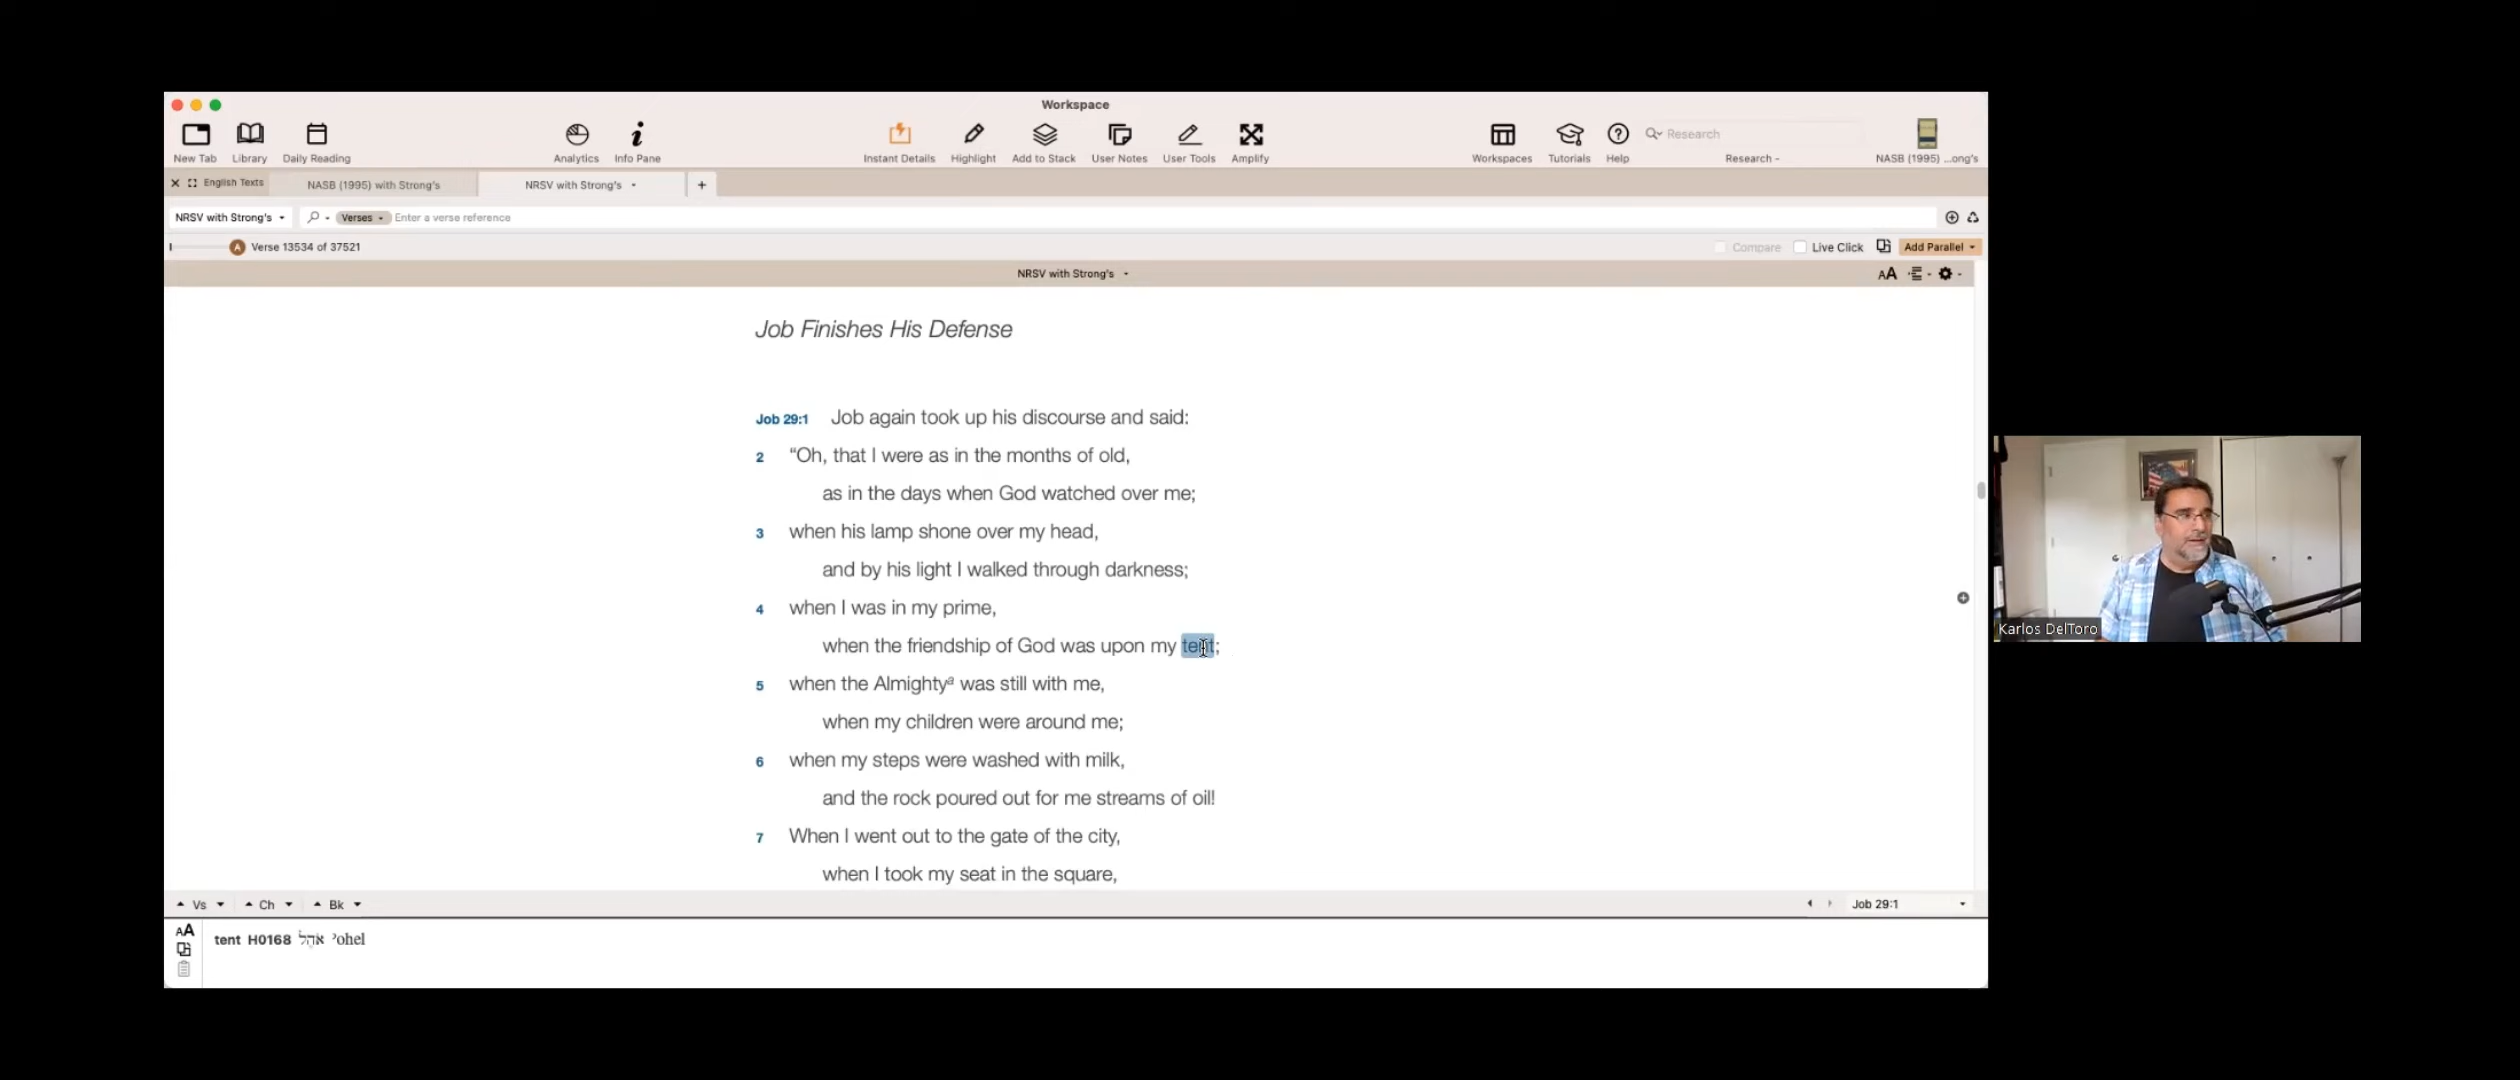 Workspace
New Tab Library Daily Reading Analytics Info Pane Instant Details Highlight Add to Stack User Notes User Tools Amplify Workspaces Tutorials Help Research Research NASB (1995) ...ong's
English Texts NASB (1995) with Strong's NRSV with Strong's +
NRSV with Strong's Verses Enter a verse reference
A Verse 13534 of 37521 Compare Live Click Add Parallel
NRSV with Strong's AA
Job Finishes His Defense
Job 29:1 Job again took up his discourse and said:
2 “Oh, that I were as in the months of old,
as in the days when God watched over me;
3 when his lamp shone over my head,
and by his light I walked through darkness;
4 when I was in my prime,
when the friendship of God was upon my tent;
5 when the Almightyª was still with me,
when my children were around me;
6 when my steps were washed with milk,
and the rock poured out for me streams of oil!
7 When I went out to the gate of the city,
when I took my seat in the square,
Karlos DelToro
Vs Ch Bk Job 29:1
AA tent H0168 אֹהֶל ʾohel